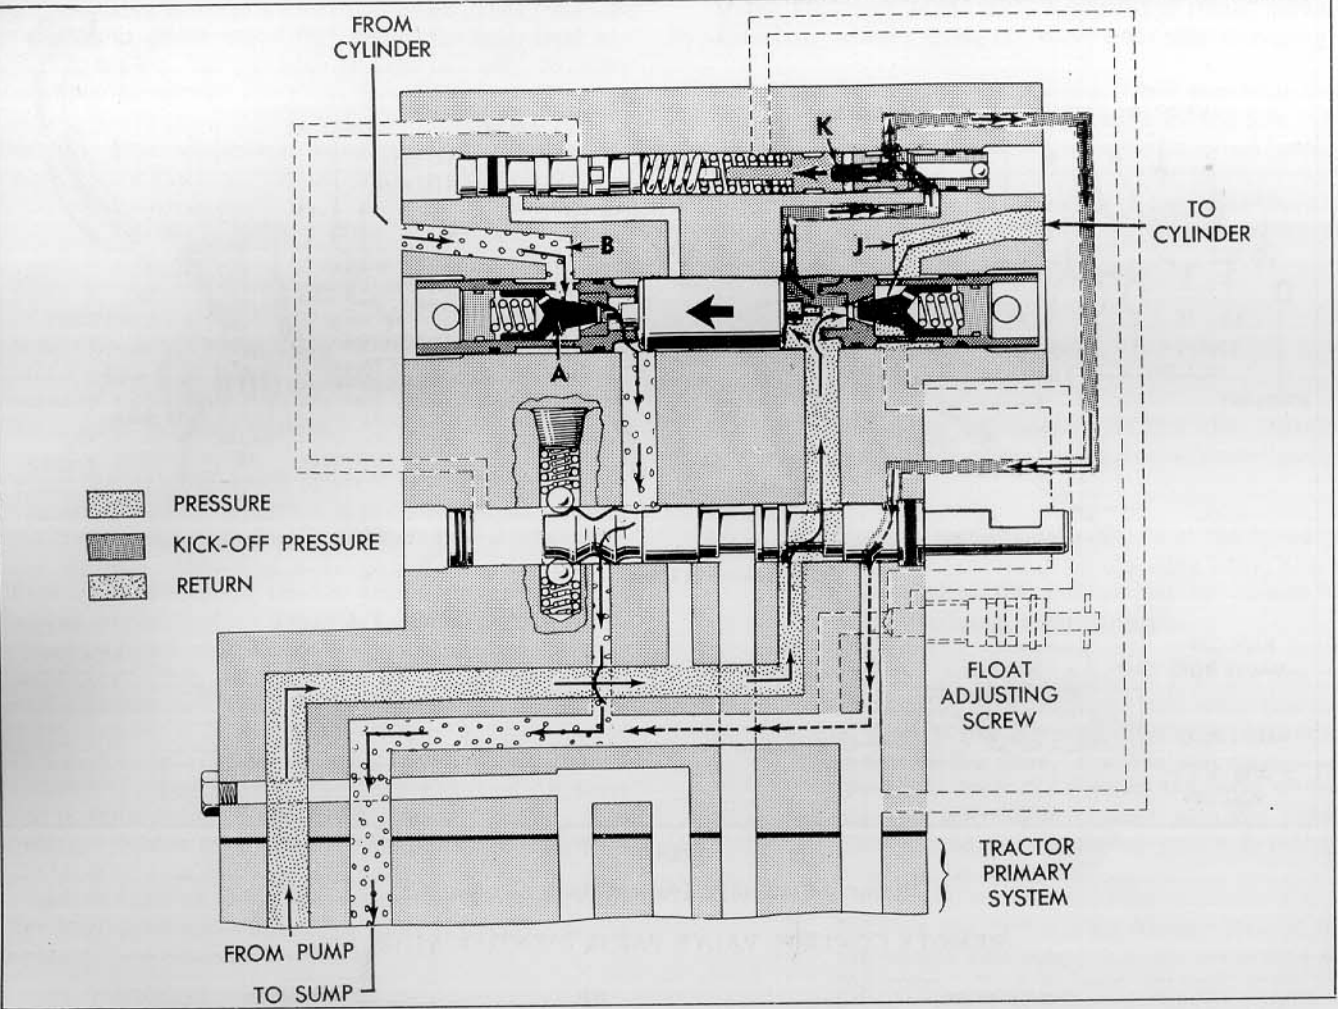 FROM
CYLINDER
K
TO
CYLINDER
B
J
A
PRESSURE
KICK-OFF PRESSURE
RETURN
FLOAT
ADJUSTING
SCREW
TRACTOR
PRIMARY
SYSTEM
FROM PUMP
TO SUMP